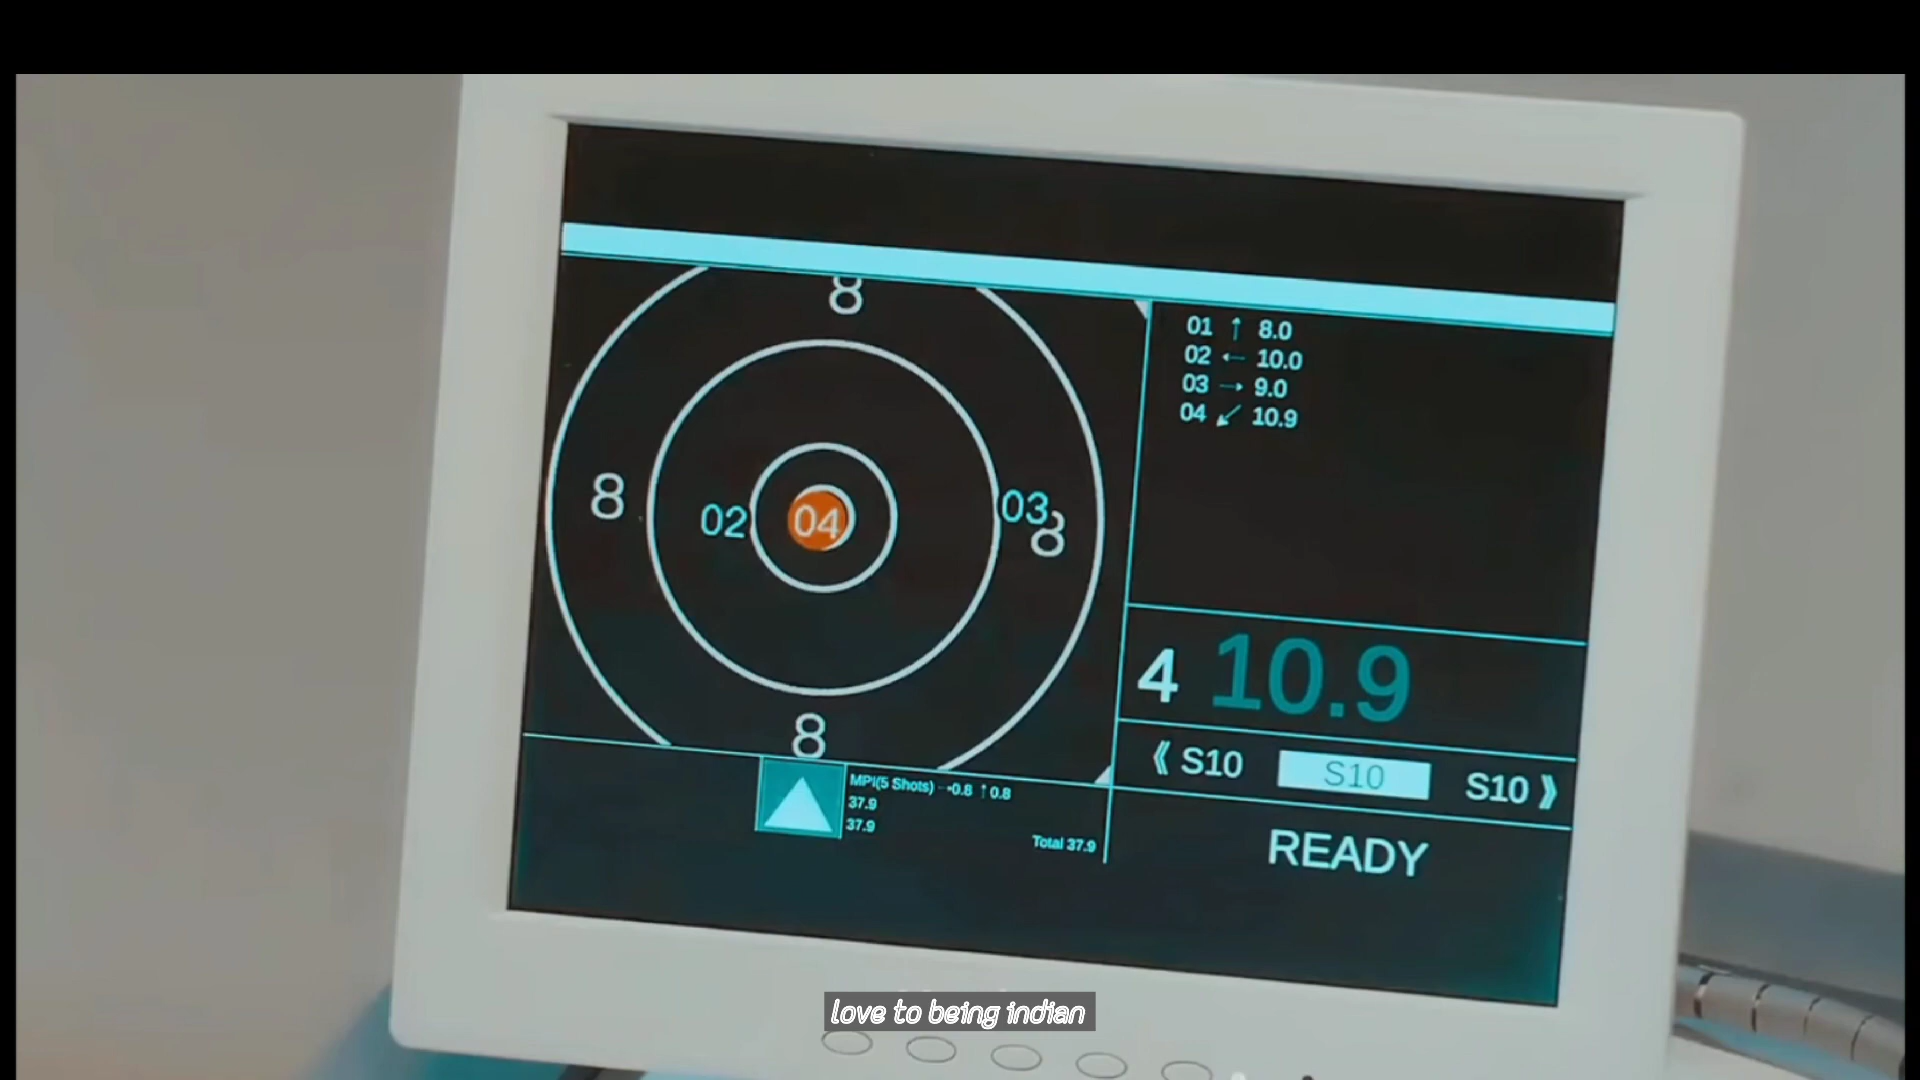 8
01 ↑ 8.0
02 ← 10.0
03 → 9.0
04 ↙ 10.9
8
02
04
03
8
8
4 10.9
⟪ S10
S10
S10 ⟫
MPI(5 Shots) ←-0.8 ↑0.8
37.9
37.9
Total 37.9
READY
love to being indian